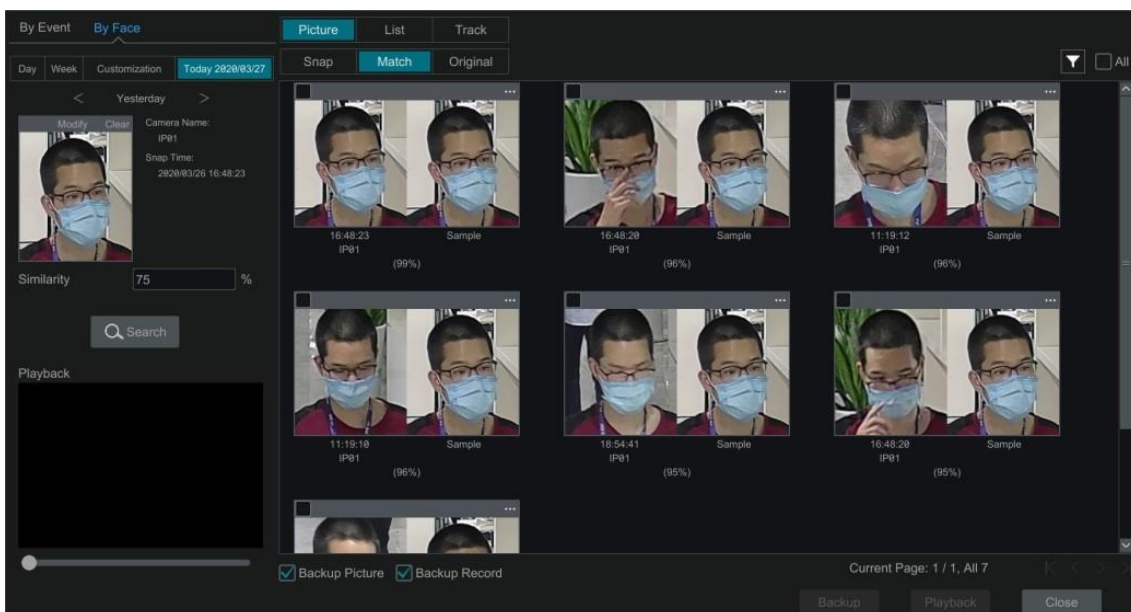 By Event By Face
Day Week Customization Today 2020/03/27
< Yesterday >
Modify Clear
Camera Name:
IP01
Snap Time:
2020/03/26 16:48:23
Similarity 75 %
Search
Playback
Picture List Track
Snap Match Original
All
16:48:23 Sample
IP01
(99%)
16:48:20 Sample
IP01
(96%)
11:19:12 Sample
IP01
(96%)
11:19:10 Sample
IP01
(96%)
18:54:41 Sample
IP01
(95%)
16:48:20 Sample
IP01
(95%)
Backup Picture Backup Record
Current Page: 1 / 1, All 7
Backup Playback Close